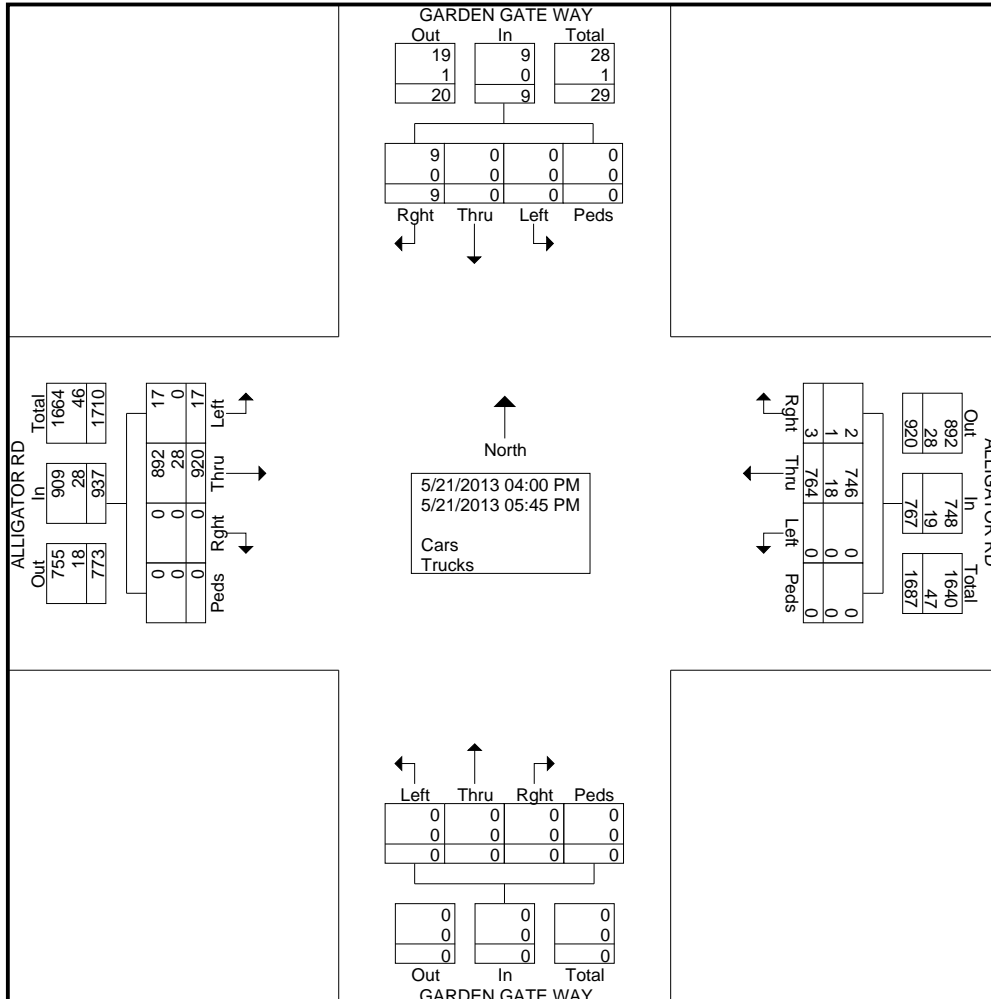 GARDEN GATE WAY
Out In Total
19 9 28
1 0 1
20 9 29
9 0 0 0
0 0 0 0
9 0 0 0
Rght Thru Left Peds
ALLIGATOR RD
Total In Out
1664 909 755
46 28 18
1710 937 773
17 892 0 0
0 28 0 0
17 920 0 0
Left Thru Rght Peds
North
5/21/2013 04:00 PM
5/21/2013 05:45 PM
Cars
Trucks
Rght Thru Left Peds
3 764 0 0
1 18 0 0
2 746 0 0
Out In Total
892 748 1640
28 19 47
920 767 1687
ALLIGATOR RD
Left Thru Rght Peds
0 0 0 0
0 0 0 0
0 0 0 0
0 0 0
0 0 0
0 0 0
Out In Total
GARDEN GATE WAY